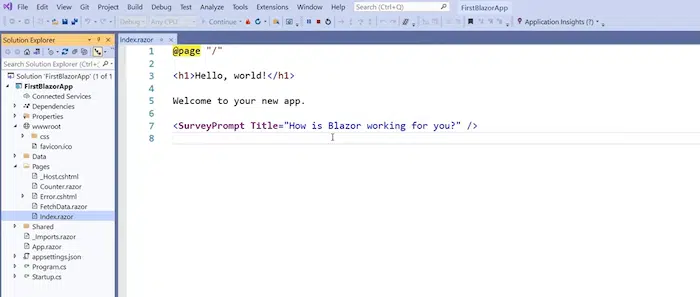 File Edit View Git Project Build Debug Test Analyze Tools Extensions Window Help Search (Ctrl+Q) FirstBlazorApp
Debug Any CPU Continue Application Insights (?)
Solution Explorer
index.razor
Search Solution Explorer (Ctrl+;)
Solution 'FirstBlazorApp' (1 of 1)
FirstBlazorApp
Connected Services
Dependencies
Properties
wwwroot
css
favicon.ico
Data
Pages
_Host.cshtml
Counter.razor
Error.cshtml
FetchData.razor
Index.razor
Shared
_Imports.razor
App.razor
appsettings.json
Program.cs
Startup.cs
1 @page "/"
2
3 <h1>Hello, world!</h1>
4
5 Welcome to your new app.
6
7 <SurveyPrompt Title="How is Blazor working for you?" />
8